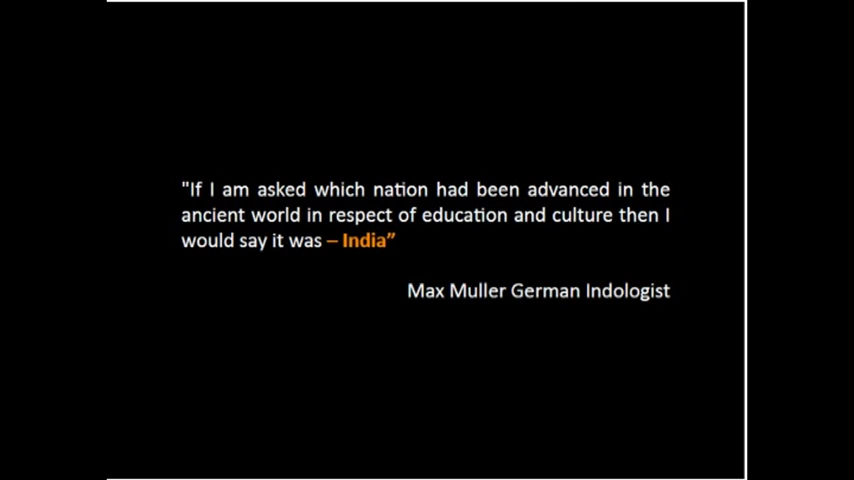 "If I am asked which nation had been advanced in the
ancient world in respect of education and culture then I
would say it was – India”
Max Muller German Indologist